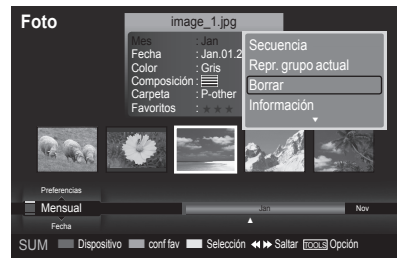 Foto
image_1.jpg
Mes : Jan
Fecha : Jan.01.2
Color : Gris
Composición :
Carpeta : P-other
Favoritos : ★ ★ ★
Secuencia
Repr. grupo actual
Borrar
Información
Preferencias
Mensual
Fecha
Jan
Nov
SUM Dispositivo conf fav Selección Saltar TOOLS Opción